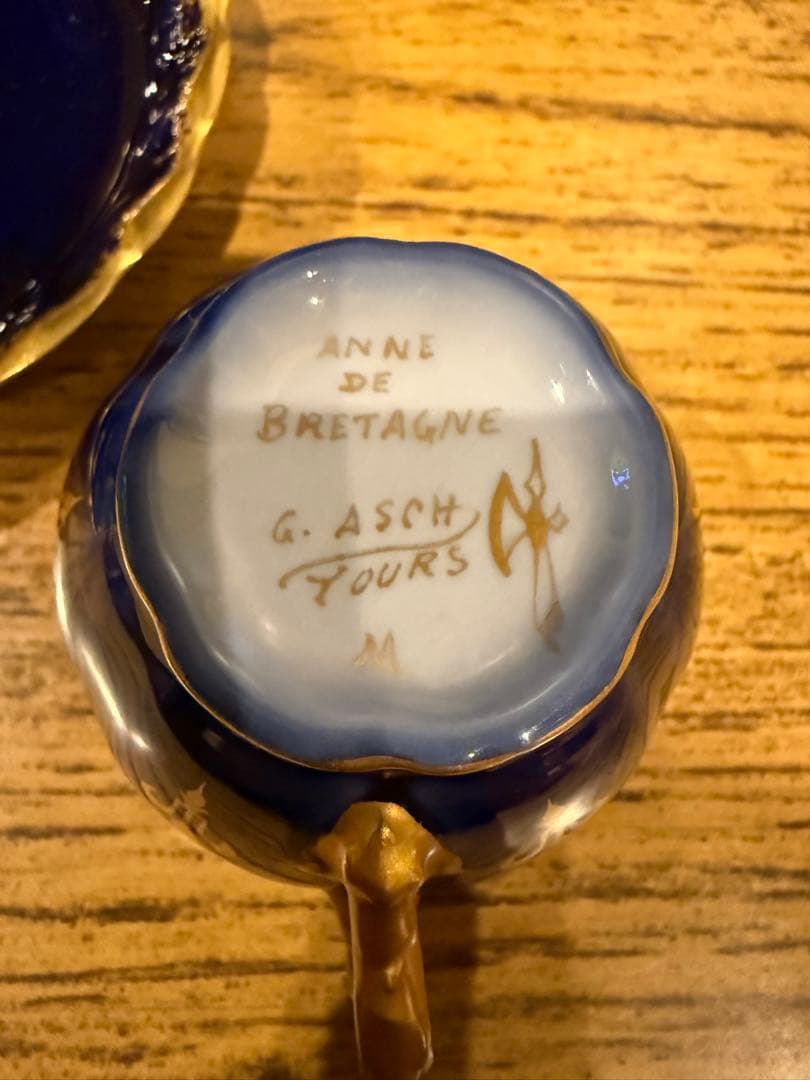 ANNE
DE
BRETAGNE
G. ASCH
TOURS
M